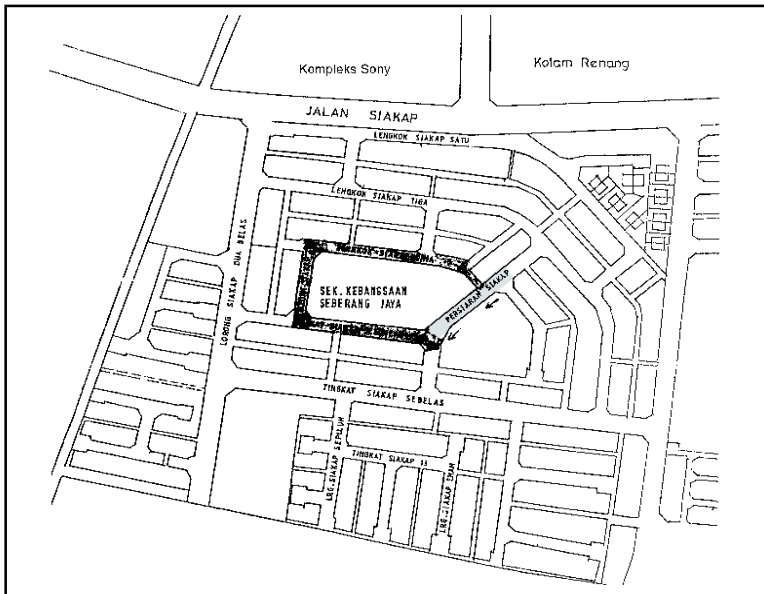 Kompleks Sony
Kolam Renang
JALAN SIAKAP
LENGKOK SIAKAP SATU
LENGKOK SIAKAP TIGA
LORONG SIAKAP DUA BELAS
SEK. KEBANGSAAN
SEBERANG JAYA
PERSIARAN SIAKAP
TINGKAT SIAKAP SEBELAS
LRG.SIAKAP SEPULUH
TINGKAT SIAKAP 13
LRG.SIAKAP ENAM